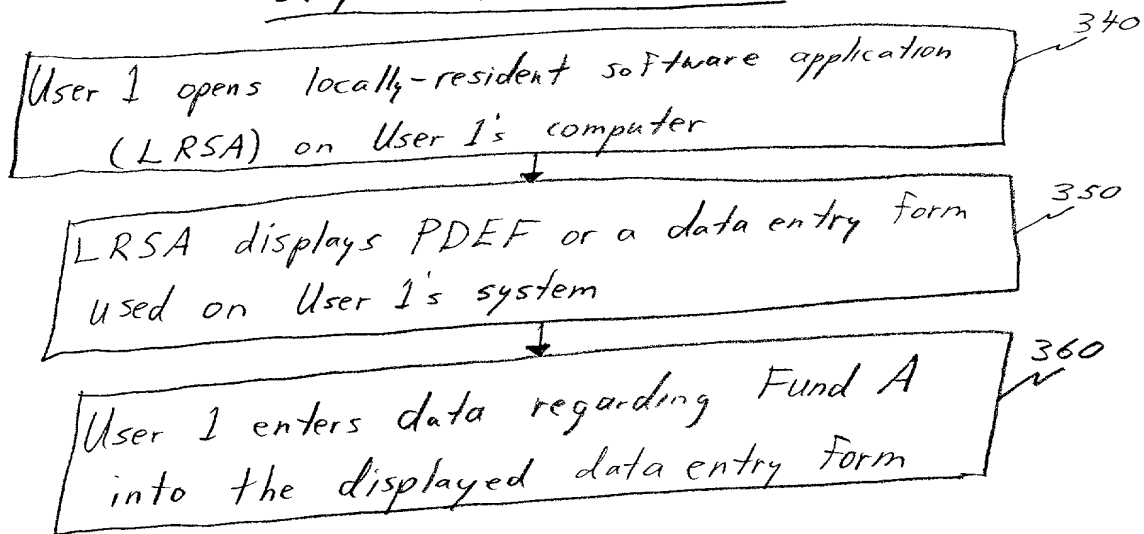 340
User 1 opens locally-resident software application
(LRSA) on User 1's computer
350
LRSA displays PDEF or a data entry form
used on User 1's system
360
User 1 enters data regarding Fund A
into the displayed data entry form